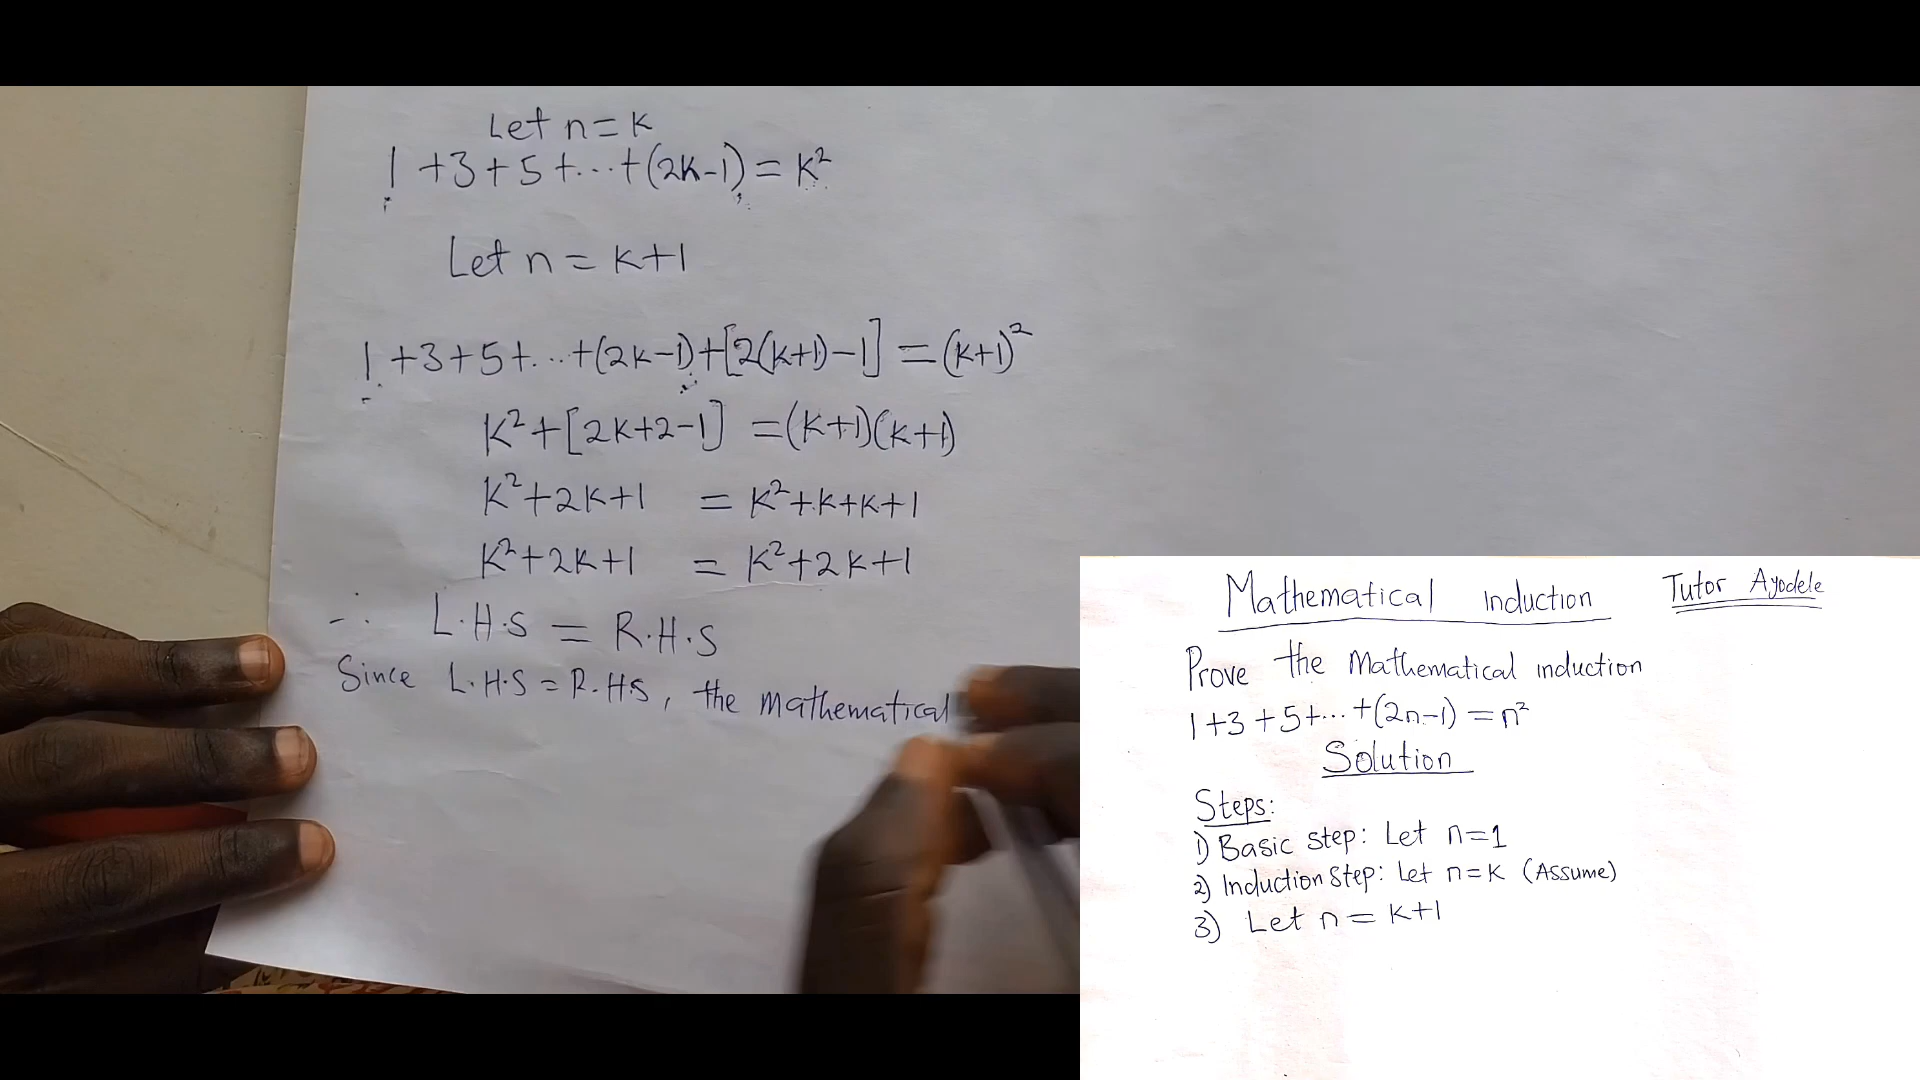 Let n = k
1 + 3 + 5 + ... + (2k-1) = k²
Let n = k+1
1 + 3 + 5 + ... + (2k-1) + [2(k+1)-1] = (k+1)²
k² + [2k+2-1] = (k+1)(k+1)
k²+2k+1 = k²+k+k+1
k²+2k+1 = k²+2k+1
∴ L.H.S = R.H.S
Since L.H.S = R.H.S, the mathematical
Mathematical induction
Tutor Ayodele
Prove the Mathematical induction
1+3+5+...+(2n-1) = n²
Solution
Steps:
1) Basic step: Let n=1
2) Induction step: Let n=k (Assume)
3) Let n = k+1